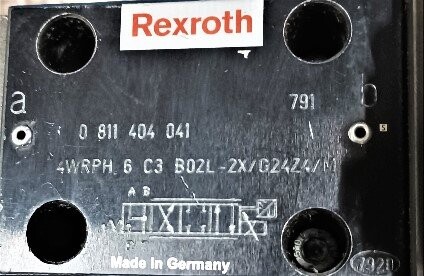 Rexroth
a 791 b
0 811 404 041
4WRPH 6 C3 B02L-2X/G24Z4/M
A B
Made In Germany